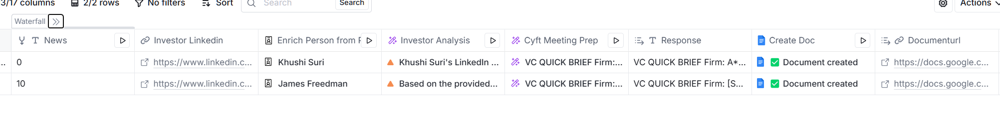 3/17 columns 2/2 rows No filters Sort Search Search Actions
Waterfall
News Investor Linkedin Enrich Person from P Investor Analysis Cyft Meeting Prep Response Create Doc Documenturl
... 0 https://www.linkedin.c... Khushi Suri Khushi Suri's LinkedIn ... VC QUICK BRIEF Firm:... VC QUICK BRIEF Firm: A*... Document created https://docs.google.c...
10 https://www.linkedin.c... James Freedman Based on the provided... VC QUICK BRIEF Firm:... VC QUICK BRIEF Firm: [S... Document created https://docs.google.c...